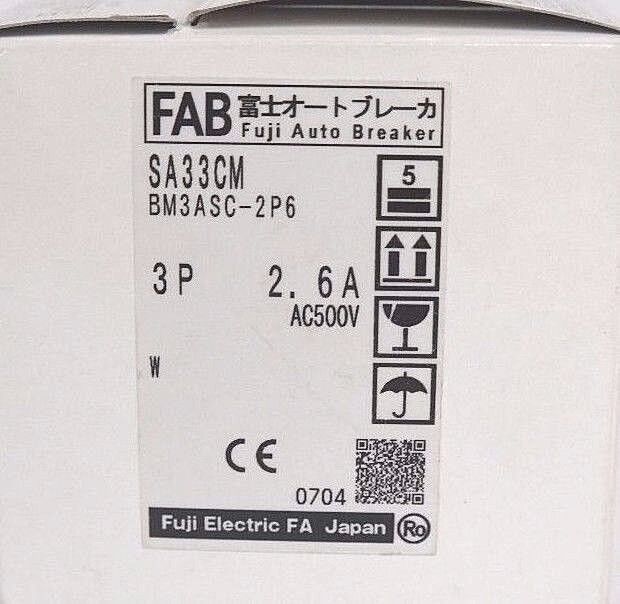 FAB 富士オートブレーカ
Fuji Auto Breaker
SA33CM
BM3ASC-2P6
5
3P 2.6A
AC500V
W
CE
0704
Fuji Electric FA Japan Ro